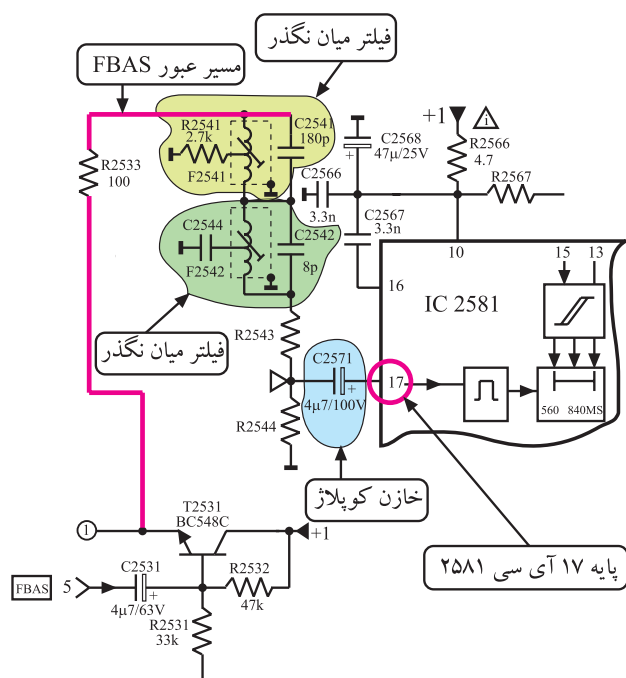 فیلتر میان نگذر
مسیر عبور FBAS
R2533
100
R2541
2.7k
F2541
C2541
180p
C2568
47µ/25V
+
+1
i
R2566
4.7
R2567
C2566
3.3n
C2567
3.3n
C2544
F2542
C2542
8p
10
15
13
16
IC 2581
فیلتر میان نگذر
R2543
C2571
+
4µ7/100V
17
560
840MS
R2544
خازن کوپلاژ
پایه ۱۷ آی سی ۲۵۸۱
T2531
BC548C
1
+1
FBAS
5
C2531
+
4µ7/63V
R2532
47k
R2531
33k